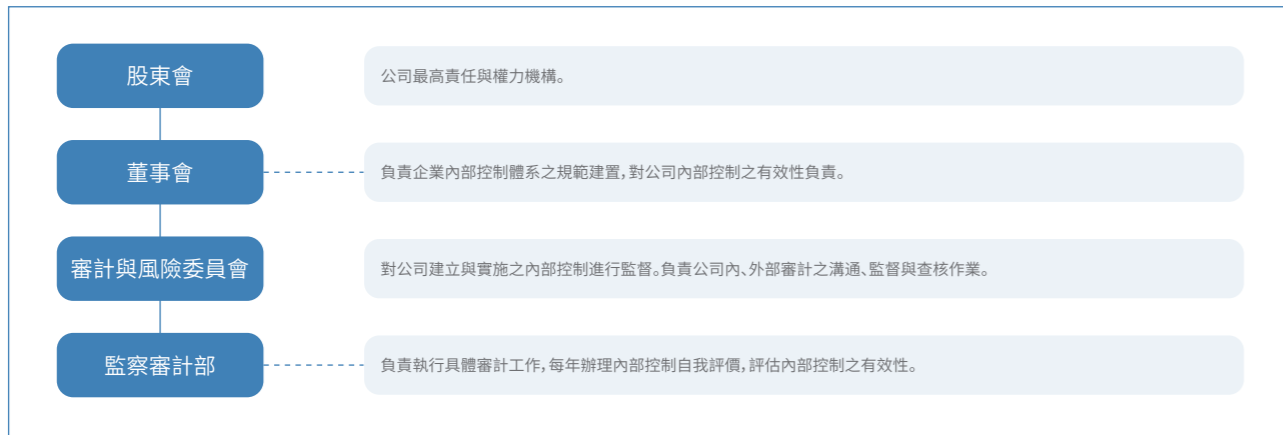 股東會
公司最高責任與權力機構。
董事會
負責企業內部控制體系之規範建置，對公司內部控制之有效性負責。
審計與風險委員會
對公司建立與實施之內部控制進行監督。負責公司內、外部審計之溝通、監督與查核作業。
監察審計部
負責執行具體審計工作，每年辦理內部控制自我評價，評估內部控制之有效性。